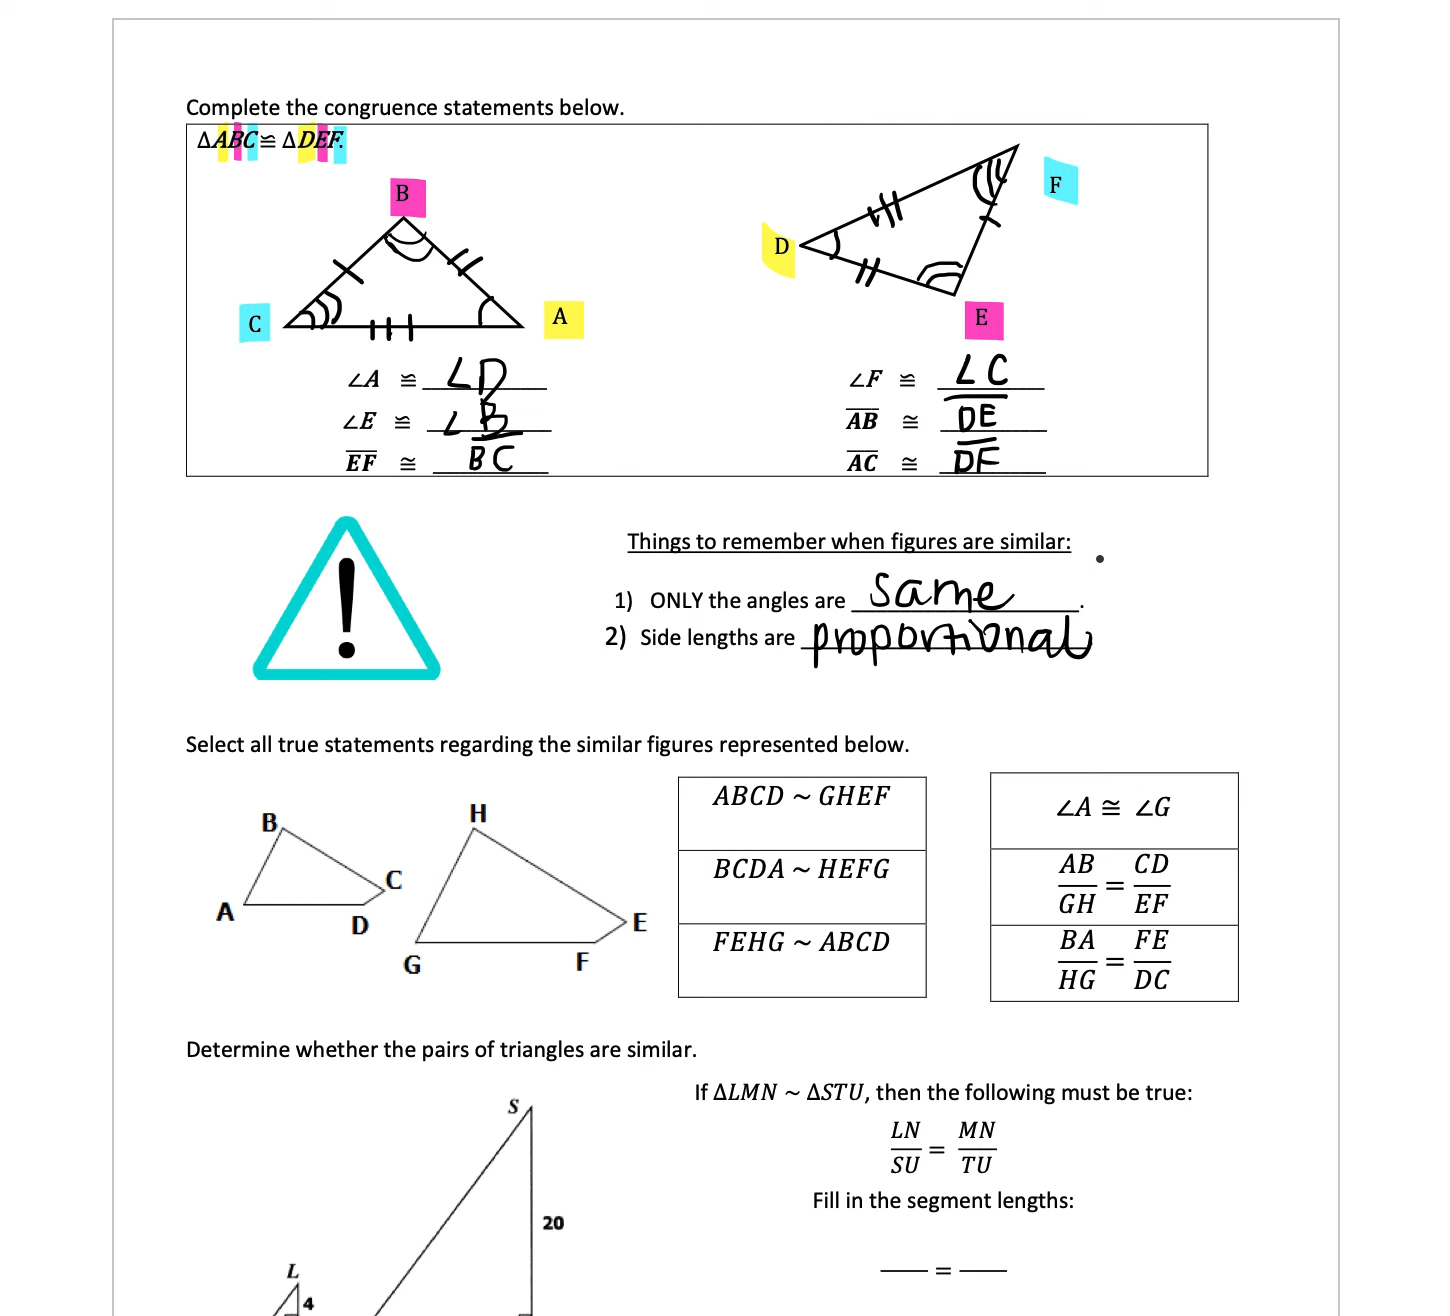 Complete the congruence statements below.
ΔABC ≅ ΔDEF.
B
F
D
C
A
E
∠A ≅ ∠D
∠F ≅ ∠C
∠E ≅ ∠B
AB ≅ DE
EF ≅ BC
AC ≅ DF
Things to remember when figures are similar:
1) ONLY the angles are same.
2) Side lengths are proportional
Select all true statements regarding the similar figures represented below.
B
C
A
D
H
E
G
F
ABCD ~ GHEF
BCDA ~ HEFG
FEHG ~ ABCD
∠A ≅ ∠G
AB/GH = CD/EF
BA/HG = FE/DC
Determine whether the pairs of triangles are similar.
S
20
L
4
If ΔLMN ~ ΔSTU, then the following must be true:
LN/SU = MN/TU
Fill in the segment lengths:
____ = ____